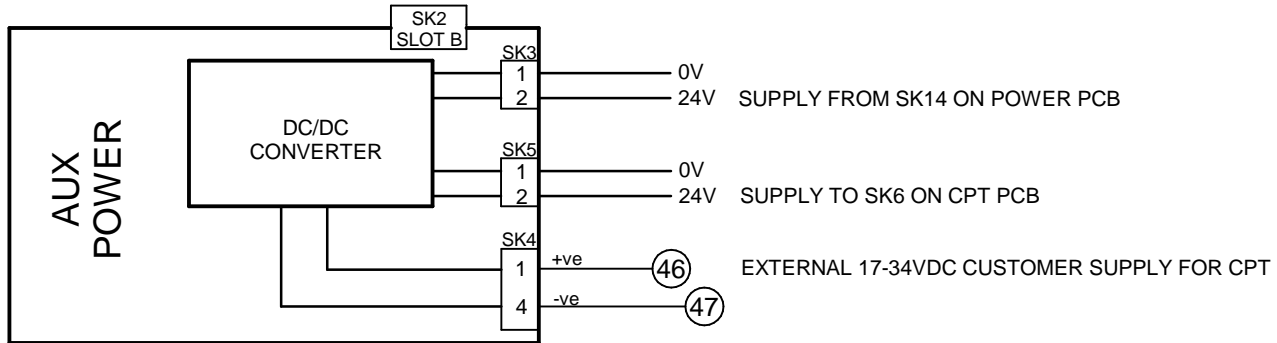 SK2
SLOT B
AUX
POWER
DC/DC
CONVERTER
SK3
1
0V
2
24V SUPPLY FROM SK14 ON POWER PCB
SK5
1
0V
2
24V SUPPLY TO SK6 ON CPT PCB
SK4
1
+ve
46
EXTERNAL 17-34VDC CUSTOMER SUPPLY FOR CPT
4
-ve
47